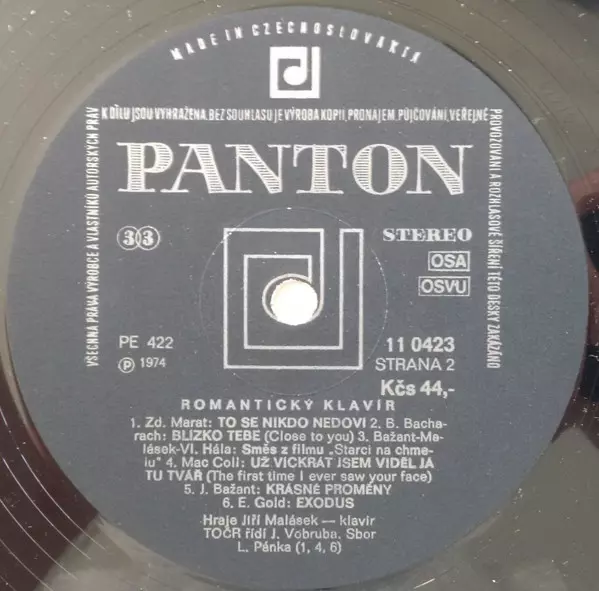 MADE IN CZECHOSLOVAKIA
VŠECHNA PRÁVA VÝROBCE A VLASTNÍKŮ AUTORSKÝCH PRÁV
K DÍLU JSOU VYHRAŽENA. BEZ SOUHLASU JE VÝROBA KOPIÍ, PRONÁJEM, PŮJČOVÁNÍ, VEŘEJNÉ
PROVOZOVÁNÍ A ROZHLASOVÉ ŠÍŘENÍ TÉTO DESKY ZAKÁZÁNO
PANTON
33
STEREO
OSA
OSVU
PE 422
℗ 1974
11 0423
STRANA 2
Kčs 44,-
ROMANTICKÝ KLAVÍR
1. Zd. Marat: TO SE NIKDO NEDOVÍ 2. B. Bacha-
rach: BLÍZKO TEBE (Close to you) 3. Bažant-Ma-
lásek-Vl. Hála: Směs z filmu „Starci na chme-
lu" 4. Mac Coll: UŽ VÍCKRÁT JSEM VIDĚL JÁ
TU TVÁŘ (The first time I ever saw your face)
5. J. Bažant: KRÁSNÉ PROMĚNY
6. E. Gold: EXODUS
Hraje Jiří Malásek — klavír
TOČR řídí J. Vobruba. Sbor
L. Pánka (1, 4, 6)